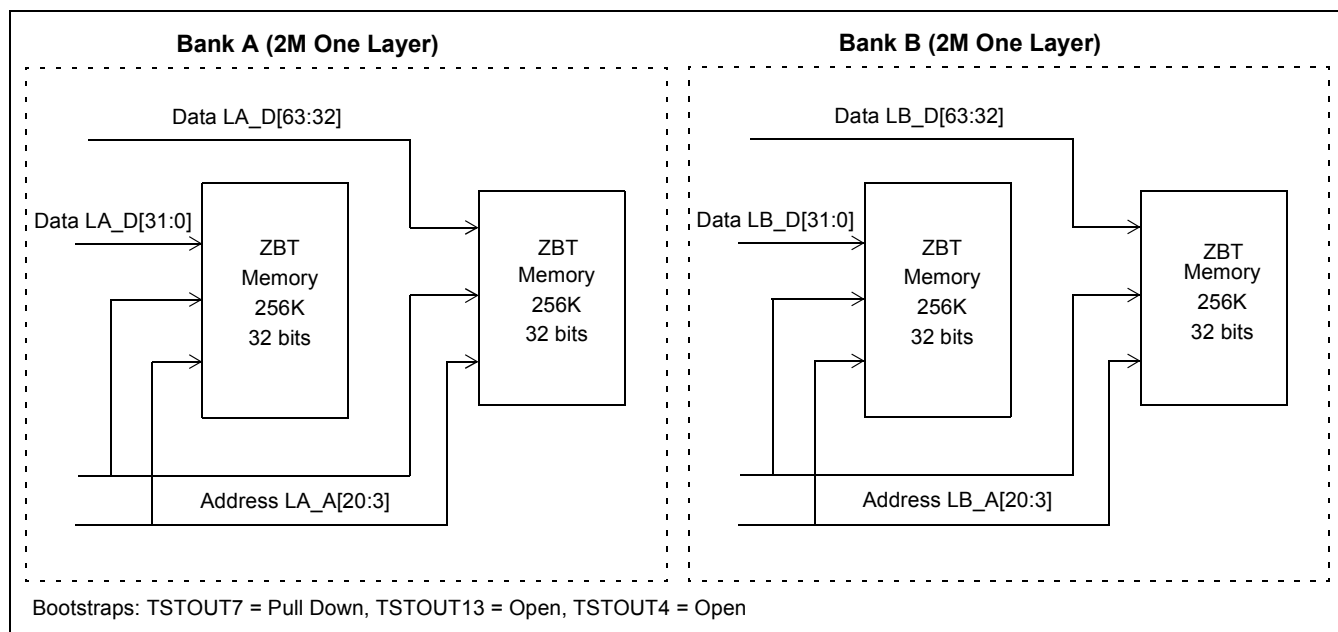 Bank A (2M One Layer)
Bank B (2M One Layer)
Data LA_D[63:32]
Data LB_D[63:32]
Data LA_D[31:0]
ZBT
Memory
256K
32 bits
ZBT
Memory
256K
32 bits
Data LB_D[31:0]
ZBT
Memory
256K
32 bits
ZBT
Memory
256K
32 bits
Address LA_A[20:3]
Address LB_A[20:3]
Bootstraps: TSTOUT7 = Pull Down, TSTOUT13 = Open, TSTOUT4 = Open